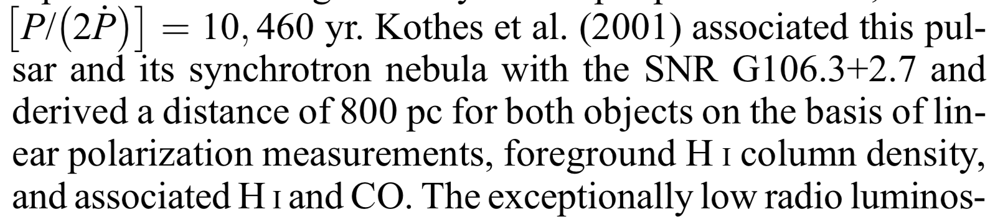 [P/(2Ṗ)] = 10, 460 yr. Kothes et al. (2001) associated this pul-
sar and its synchrotron nebula with the SNR G106.3+2.7 and
derived a distance of 800 pc for both objects on the basis of lin-
ear polarization measurements, foreground H I column density,
and associated H I and CO. The exceptionally low radio luminos-